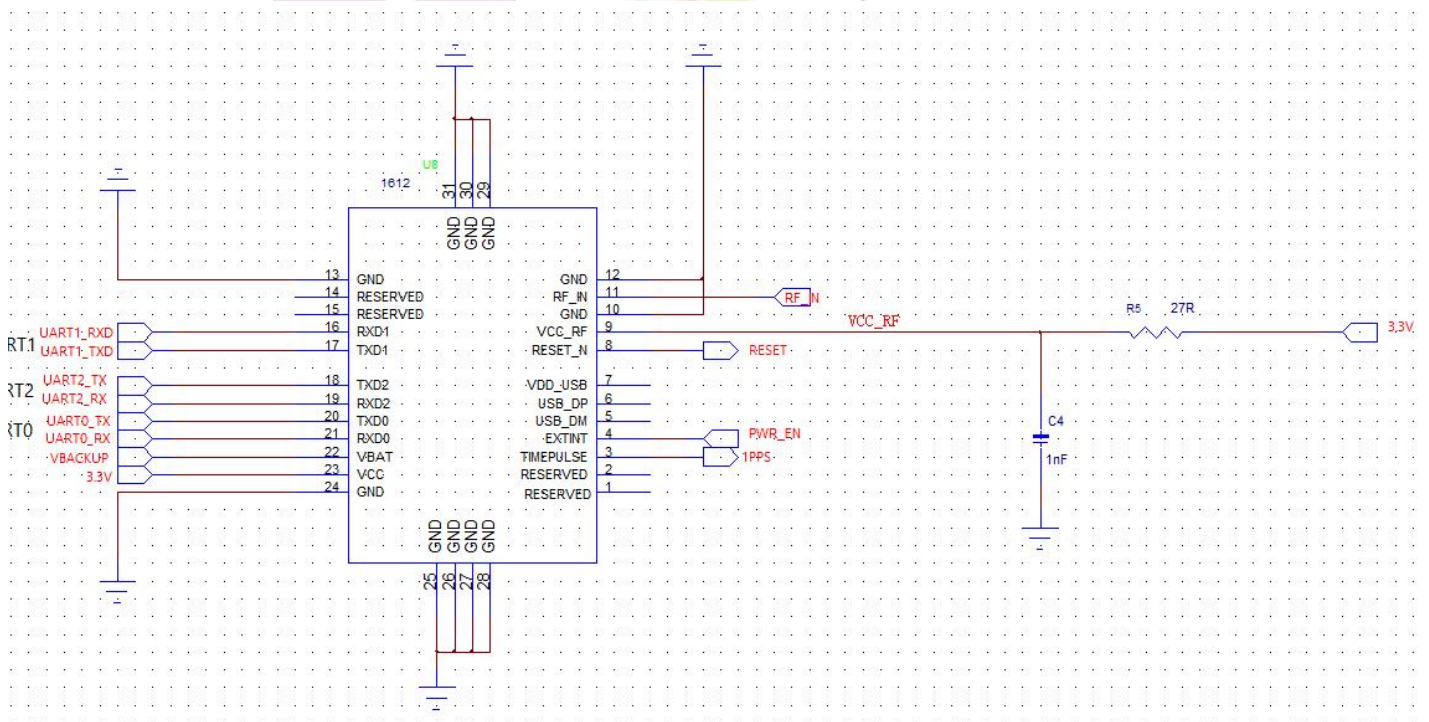 U8
1612
31
30
29
GND
GND
GND
13
GND
GND
12
14
RESERVED
RF_IN
11
RF_IN
15
RESERVED
GND
10
UART1_RXD
16
RXD1
VCC_RF
9
VCC_RF
R5
27R
3,3V
RT1
UART1_TXD
17
TXD1
RESET_N
8
RESET
RT2
UART2_TX
18
TXD2
VDD_USB
7
UART2_RX
19
RXD2
USB_DP
6
RT0
UART0_TX
20
TXD0
USB_DM
5
C4
UART0_RX
21
RXD0
EXTINT
4
PWR_EN
VBACKUP
22
VBAT
TIMEPULSE
3
1PPS
1nF
3.3V
23
VCC
RESERVED
2
24
GND
RESERVED
1
GND
GND
GND
GND
25
26
27
28